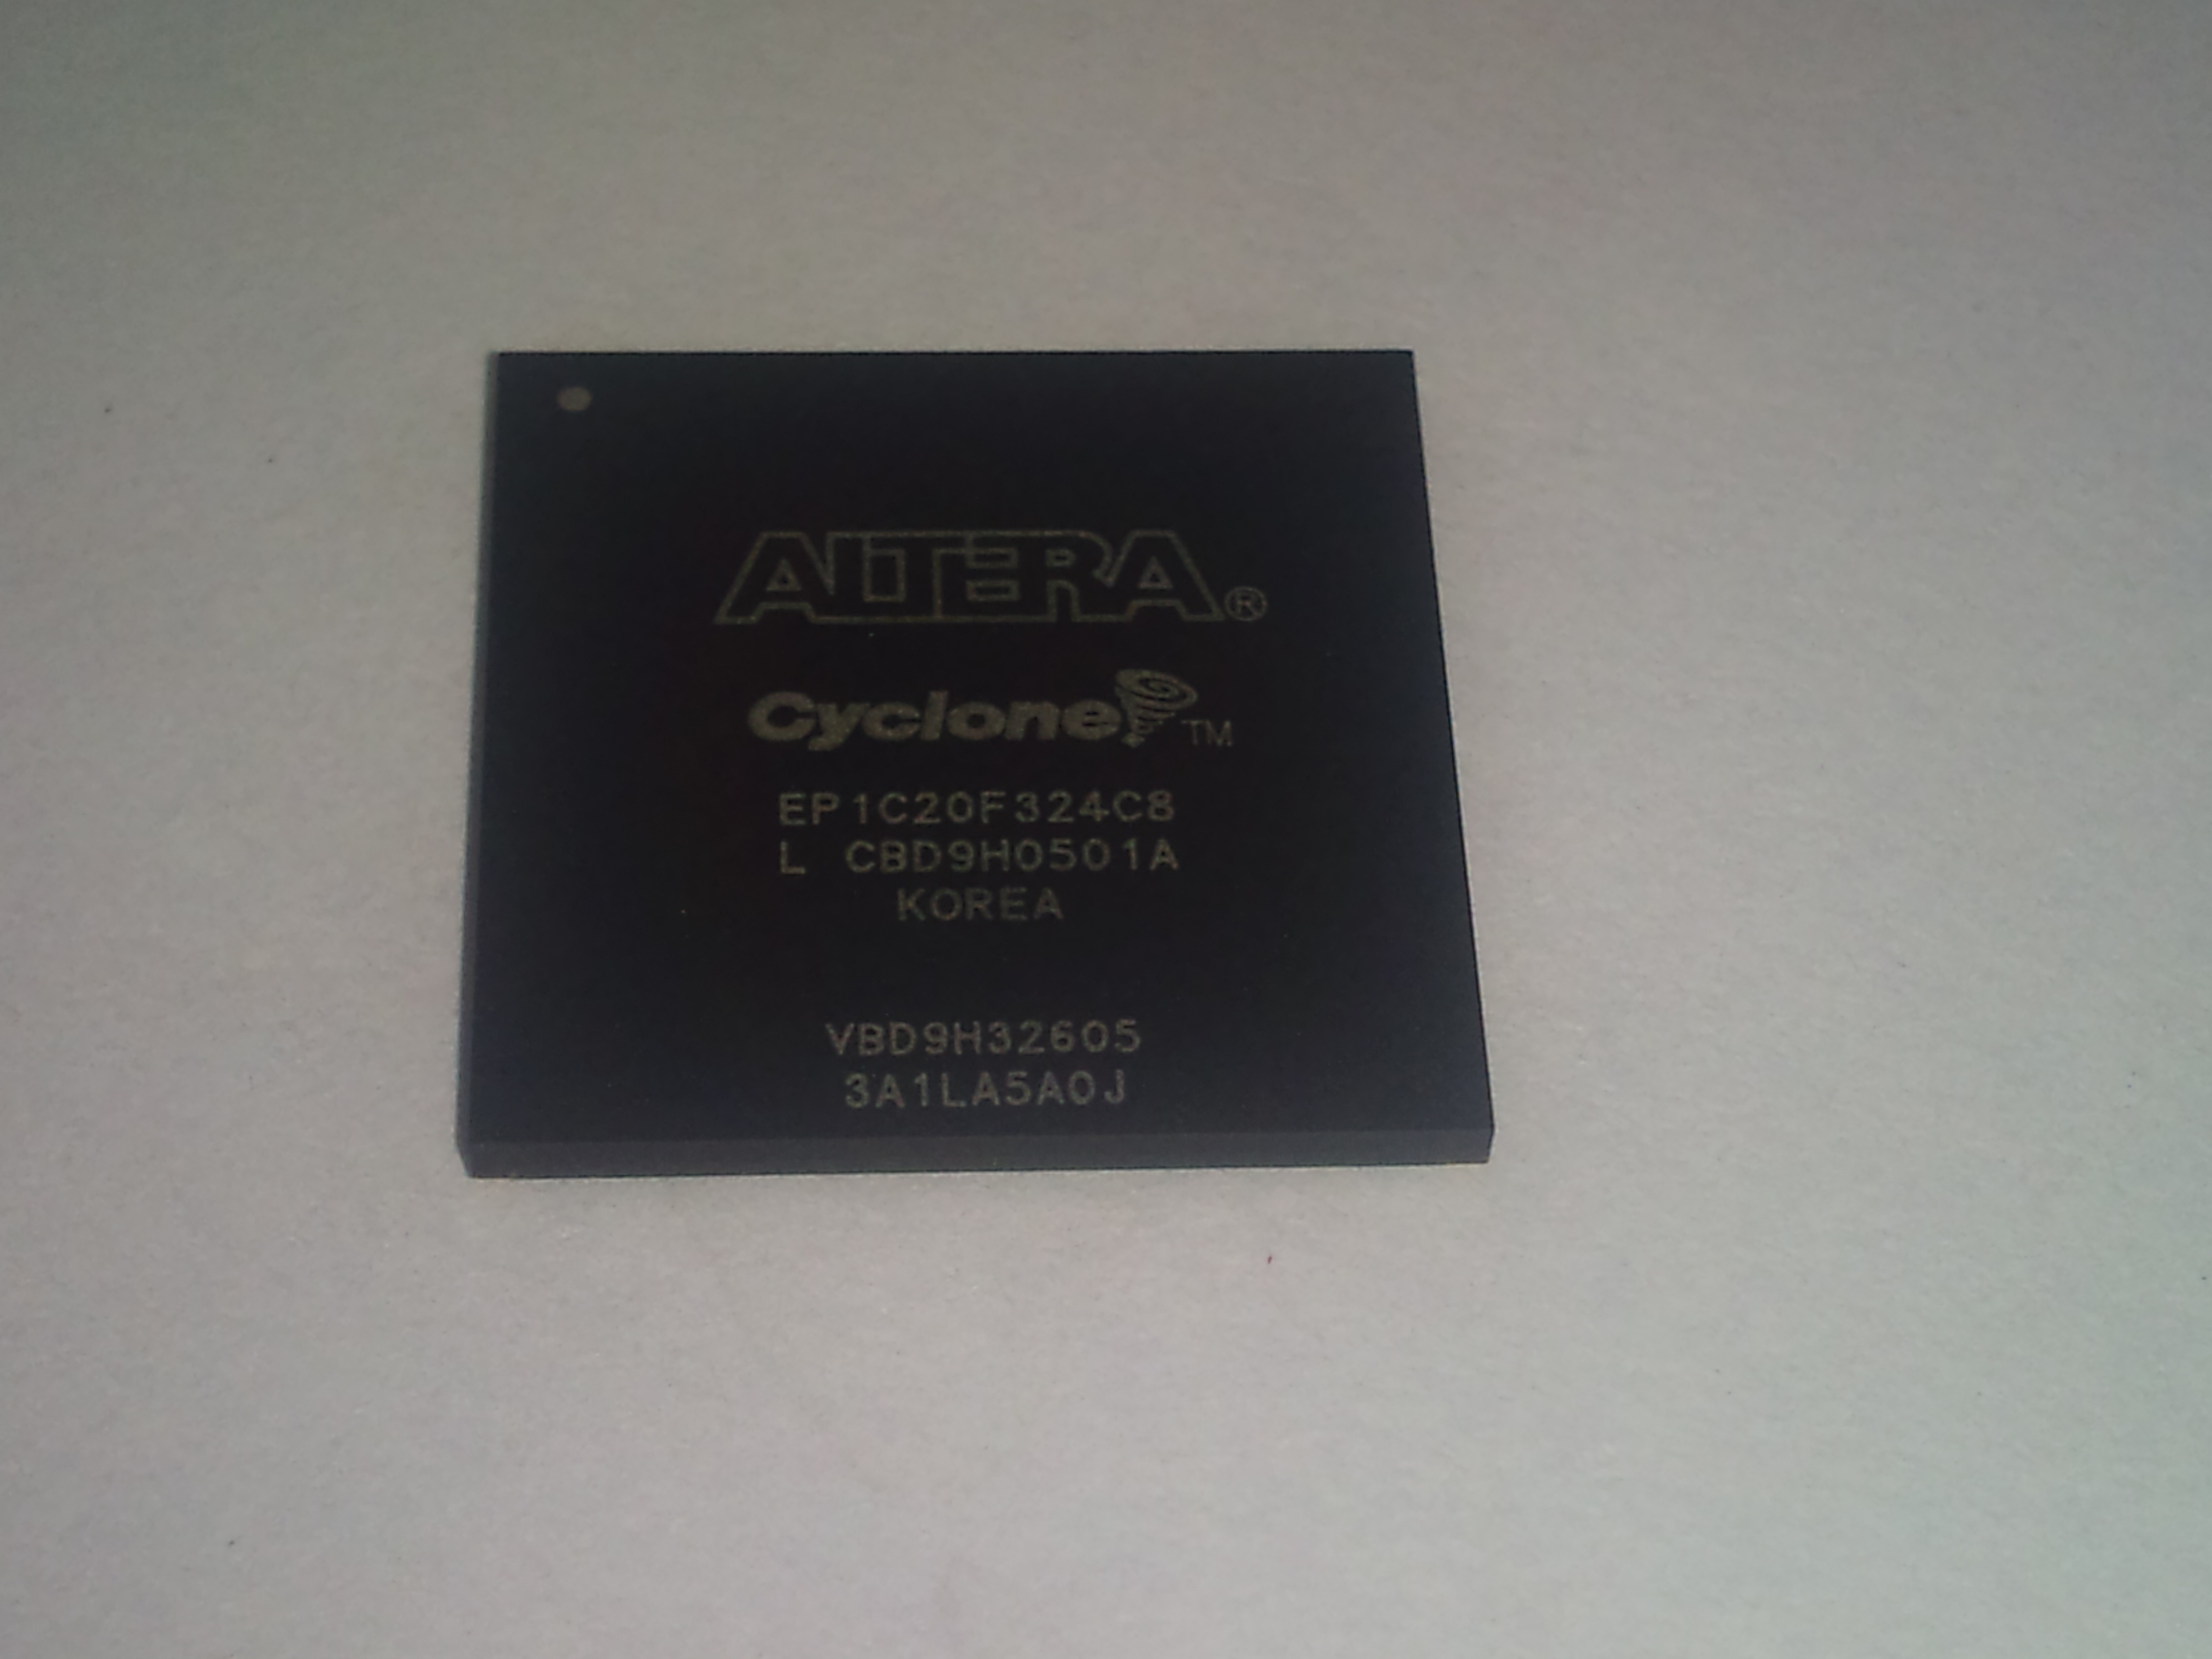 ALTERA®
Cyclone™
EP1C20F324C8
L CBD9H0501A
KOREA
VBD9H32605
3A1LA5A0J